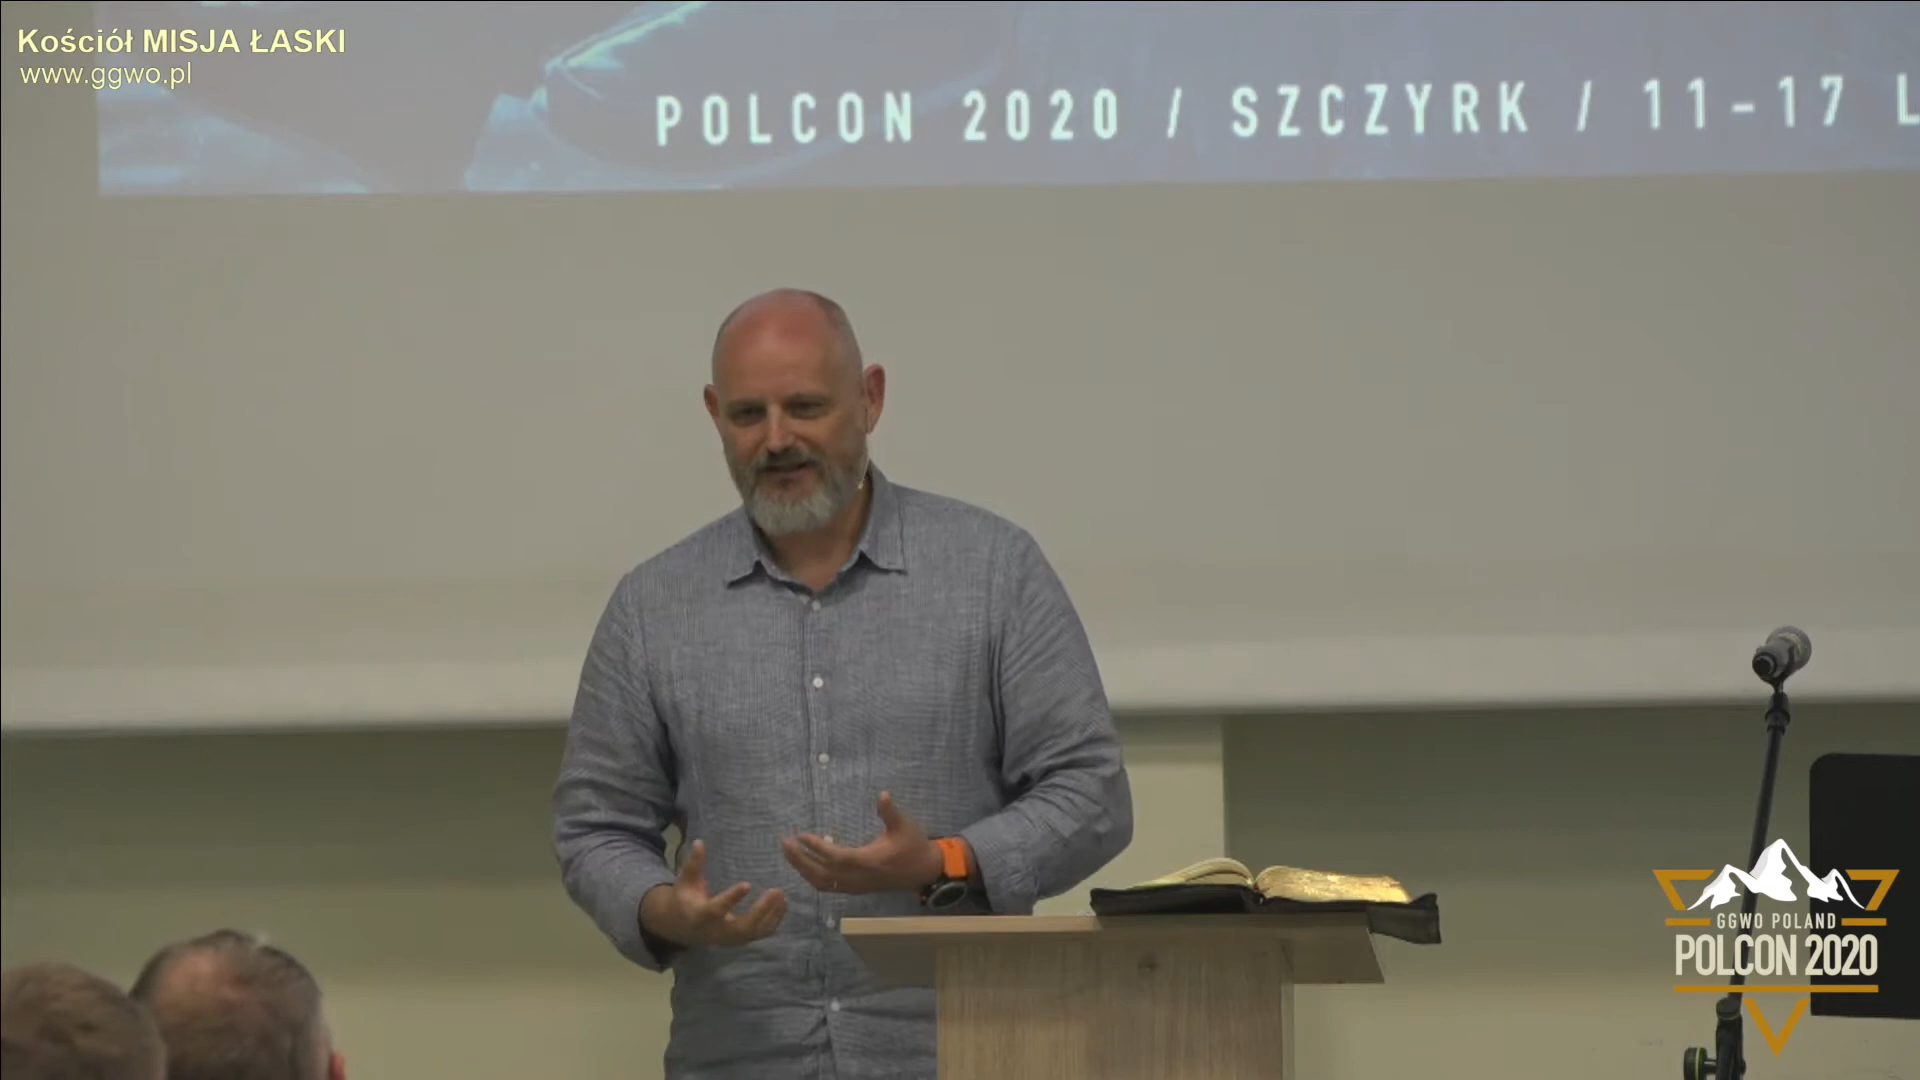 Kościół MISJA ŁASKI
www.ggwo.pl
POLCON 2020 / SZCZYRK / 11-17 L
GGWO POLAND
POLCON 2020